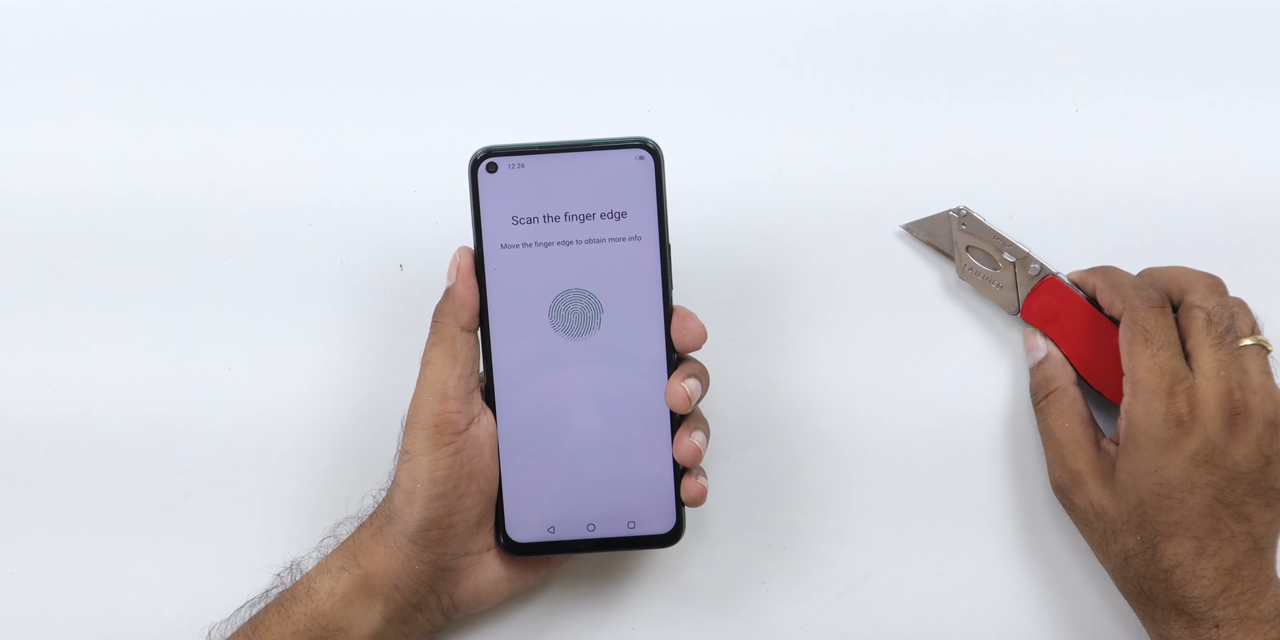 12:26
Scan the finger edge
Move the finger edge to obtain more info